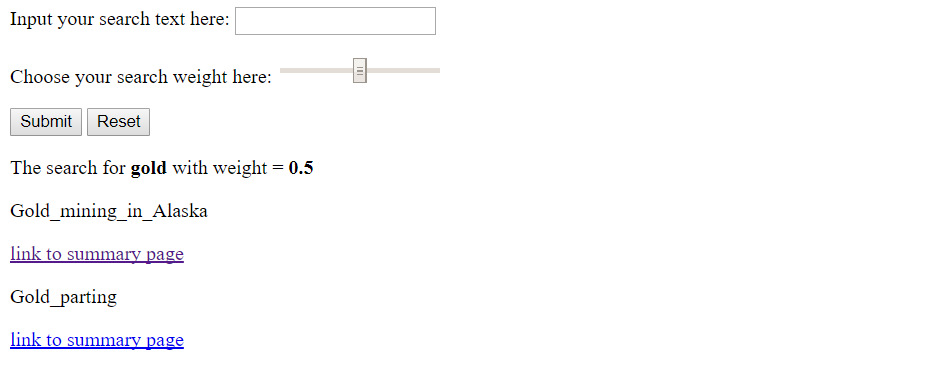 Input your search text here:
Choose your search weight here:
Submit Reset
The search for gold with weight = 0.5
Gold_mining_in_Alaska
link to summary page
Gold_parting
link to summary page